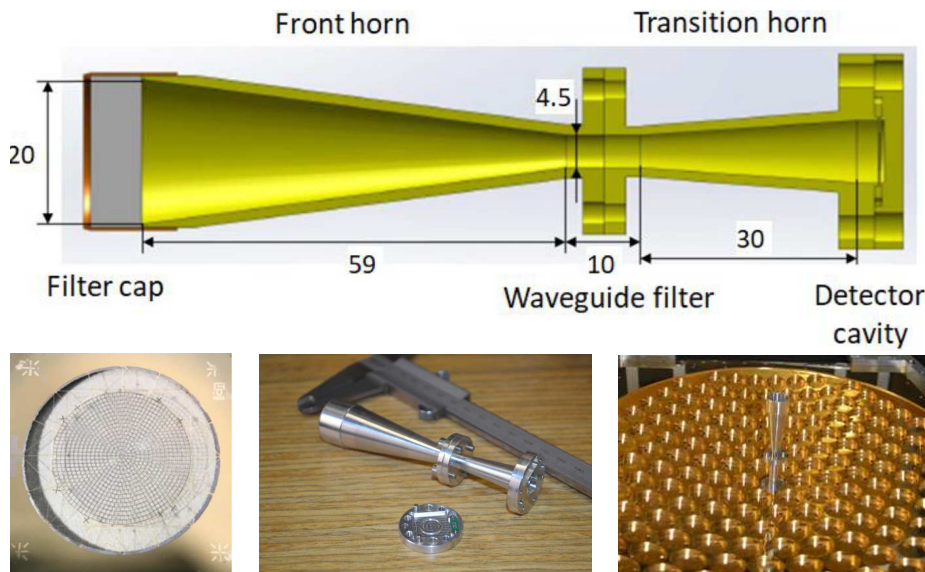 Front horn
Transition horn
4.5
20
59
10
30
Filter cap
Waveguide filter
Detector
cavity